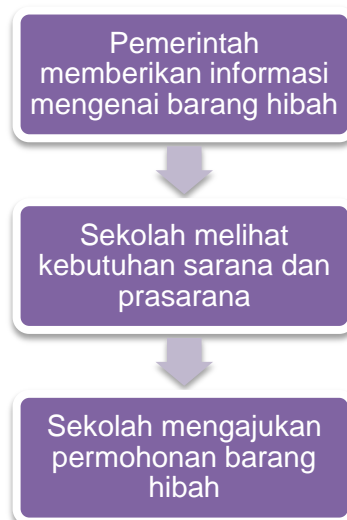 Pemerintah
memberikan informasi
mengenai barang hibah
Sekolah melihat
kebutuhan sarana dan
prasarana
Sekolah mengajukan
permohonan barang
hibah